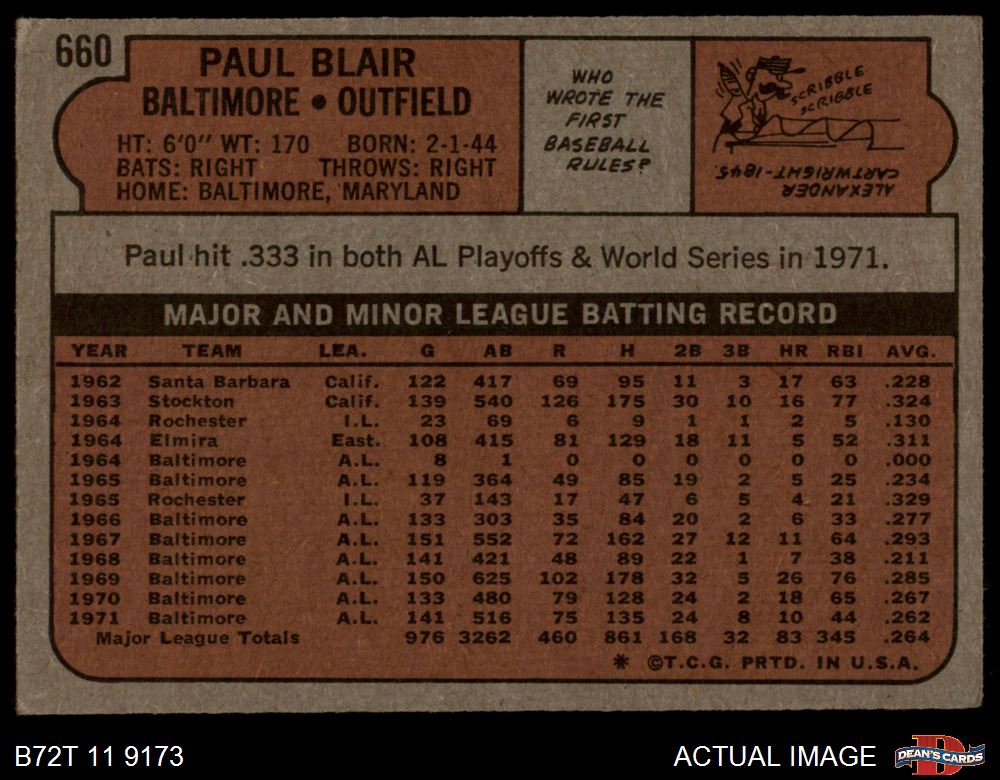 660
PAUL BLAIR
BALTIMORE • OUTFIELD
HT: 6'0" WT: 170 BORN: 2-1-44
BATS: RIGHT THROWS: RIGHT
HOME: BALTIMORE, MARYLAND
WHO
WROTE THE
FIRST
BASEBALL
RULES?
SCRIBBLE
SCRIBBLE
ALEXANDER
CARTWRIGHT-1845.
Paul hit .333 in both AL Playoffs & World Series in 1971.
MAJOR AND MINOR LEAGUE BATTING RECORD
YEAR TEAM LEA. G AB R H 2B 3B HR RBI AVG.
1962 Santa Barbara Calif. 122 417 69 95 11 3 17 63 .228
1963 Stockton Calif. 139 540 126 175 30 10 16 77 .324
1964 Rochester I.L. 23 69 6 9 1 1 2 5 .130
1964 Elmira East. 108 415 81 129 18 11 5 52 .311
1964 Baltimore A.L. 8 1 0 0 0 0 0 0 .000
1965 Baltimore A.L. 119 364 49 85 19 2 5 25 .234
1965 Rochester I.L. 37 143 17 47 6 5 4 21 .329
1966 Baltimore A.L. 133 303 35 84 20 2 6 33 .277
1967 Baltimore A.L. 151 552 72 162 27 12 11 64 .293
1968 Baltimore A.L. 141 421 48 89 22 1 7 38 .211
1969 Baltimore A.L. 150 625 102 178 32 5 26 76 .285
1970 Baltimore A.L. 133 480 79 128 24 2 18 65 .267
1971 Baltimore A.L. 141 516 75 135 24 8 10 44 .262
Major League Totals 976 3262 460 861 168 32 83 345 .264
* ©T.C.G. PRTD. IN U.S.A.
B72T 11 9173
ACTUAL IMAGE
D
DEAN'S CARDS